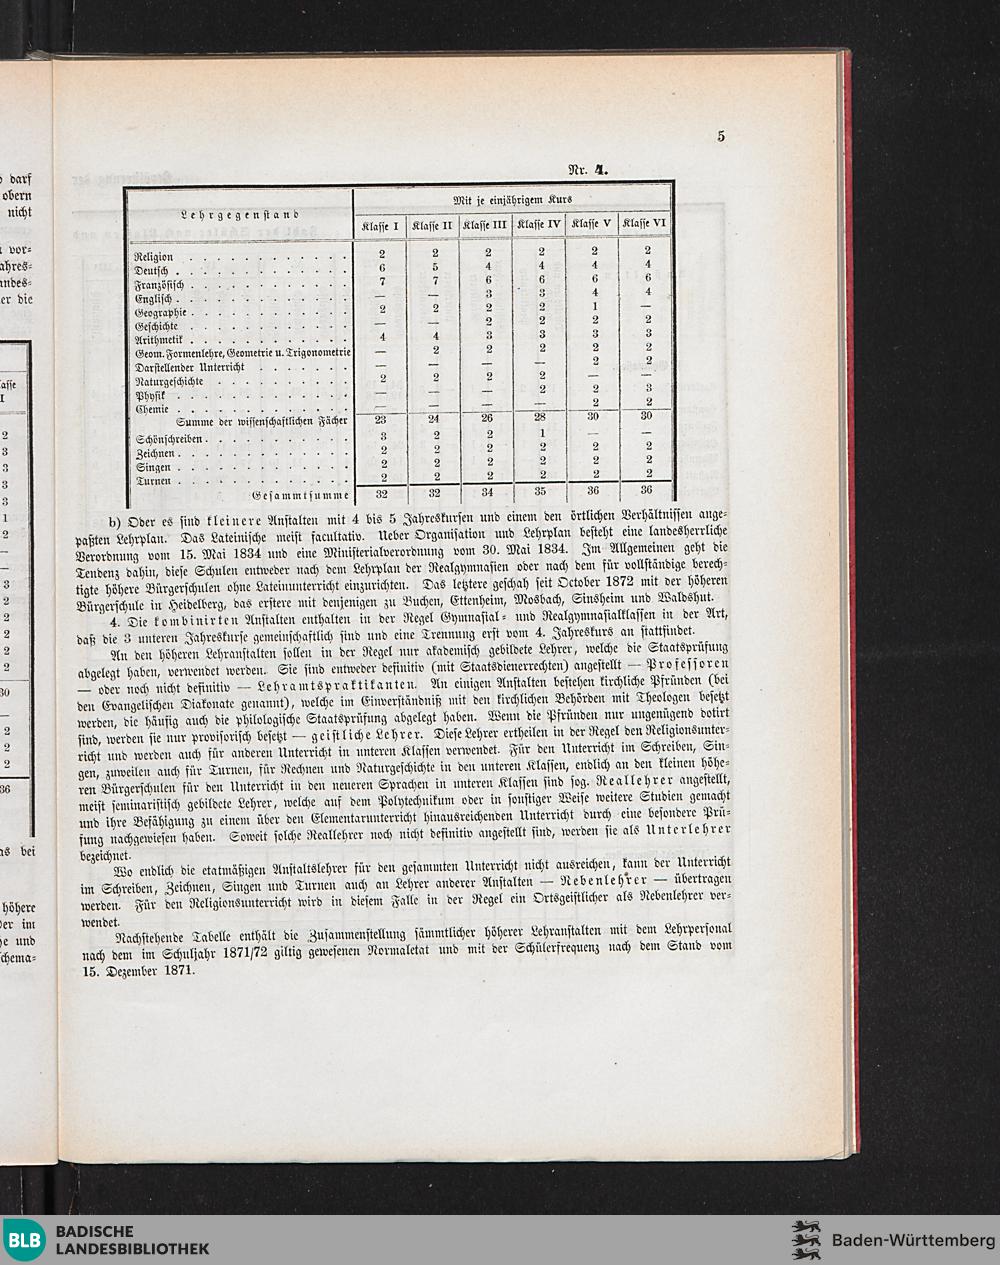 5
Nr. 4.
Lehrgegenstand
Mit je einjährigem Kurs
Klasse I Klasse II Klasse III Klasse IV Klasse V Klasse VI
Religion . . . . . . . . . . . . 2 2 2 2 2 2
Deutsch . . . . . . . . . . . . 6 5 4 4 4 4
Französisch . . . . . . . . . . . . 7 7 6 6 6 6
Englisch . . . . . . . . . . . . — — 3 3 4 4
Geographie . . . . . . . . . . . . 2 2 2 2 1 —
Geschichte . . . . . . . . . . . . — — 2 2 2 2
Arithmetik . . . . . . . . . . . . 4 4 3 3 3 3
Geom. Formenlehre, Geometrie u. Trigonometrie — 2 2 2 2 2
Darstellender Unterricht . . . . . . . — — — — 2 2
Naturgeschichte . . . . . . . . . . 2 2 2 2 — —
Physik . . . . . . . . . . . . — — — 2 2 3
Chemie . . . . . . . . . . . . — — — — 2 2
Summe der wissenschaftlichen Fächer 23 24 26 28 30 30
Schönschreiben . . . . . . . . . . . 3 2 2 1 — —
Zeichnen . . . . . . . . . . . . 2 2 2 2 2 2
Singen . . . . . . . . . . . . 2 2 2 2 2 2
Turnen . . . . . . . . . . . . 2 2 2 2 2 2
Gesammtsumme 32 32 34 35 36 36
b) Oder es sind kleinere Anstalten mit 4 bis 5 Jahreskursen und einem den örtlichen Verhältnissen ange-
paßten Lehrplan. Das Lateinische meist facultativ. Ueber Organisation und Lehrplan besteht eine landesherrliche
Verordnung vom 15. Mai 1834 und eine Ministerialverordnung vom 30. Mai 1834. Im Allgemeinen geht die
Tendenz dahin, diese Schulen entweder nach dem Lehrplan der Realgymnasien oder nach dem für vollständige berech-
tigte höhere Bürgerschulen ohne Lateinunterricht einzurichten. Das letztere geschah seit October 1872 mit der höheren
Bürgerschule in Heidelberg, das erstere mit denjenigen zu Buchen, Ettenheim, Mosbach, Sinsheim und Waldshut.
4. Die kombinirten Anstalten enthalten in der Regel Gymnasial- und Realgymnasialklassen in der Art,
daß die 3 unteren Jahreskurse gemeinschaftlich sind und eine Trennung erst vom 4. Jahreskurs an stattfindet.
An den höheren Lehranstalten sollen in der Regel nur akademisch gebildete Lehrer, welche die Staatsprüfung
abgelegt haben, verwendet werden. Sie sind entweder definitiv (mit Staatsdienerrechten) angestellt — Professoren
— oder noch nicht definitiv — Lehramtspraktikanten. An einigen Anstalten bestehen kirchliche Pfründen (bei
den Evangelischen Diakonate genannt), welche im Einverständniß mit den kirchlichen Behörden mit Theologen besetzt
werden, die häufig auch die philologische Staatsprüfung abgelegt haben. Wenn die Pfründen nur ungenügend dotirt
sind, werden sie nur provisorisch besetzt — geistliche Lehrer. Diese Lehrer ertheilen in der Regel den Religionsunter-
richt und werden auch für anderen Unterricht in unteren Klassen verwendet. Für den Unterricht im Schreiben, Sin-
gen, zuweilen auch für Turnen, für Rechnen und Naturgeschichte in den unteren Klassen, endlich an den kleinen höhe-
ren Bürgerschulen für den Unterricht in den neueren Sprachen in unteren Klassen sind sog. Reallehrer angestellt,
meist seminaristisch gebildete Lehrer, welche auf dem Polytechnikum oder in sonstiger Weise weitere Studien gemacht
und ihre Befähigung zu einem über den Elementarunterricht hinausreichenden Unterricht durch eine besondere Prü-
fung nachgewiesen haben. Soweit solche Reallehrer noch nicht definitiv angestellt sind, werden sie als Unterlehrer
bezeichnet.
Wo endlich die etatmäßigen Anstaltslehrer für den gesammten Unterricht nicht ausreichen, kann der Unterricht
im Schreiben, Zeichnen, Singen und Turnen auch an Lehrer anderer Anstalten — Nebenlehrer — übertragen
werden. Für den Religionsunterricht wird in diesem Falle in der Regel ein Ortsgeistlicher als Nebenlehrer ver-
wendet.
Nachstehende Tabelle enthält die Zusammenstellung sämmtlicher höherer Lehranstalten mit dem Lehrpersonal
nach dem im Schuljahr 1871/72 giltig gewesenen Normaletat und mit der Schülerfrequenz nach dem Stand vom
15. Dezember 1871.
BLB BADISCHE
LANDESBIBLIOTHEK
Baden-Württemberg